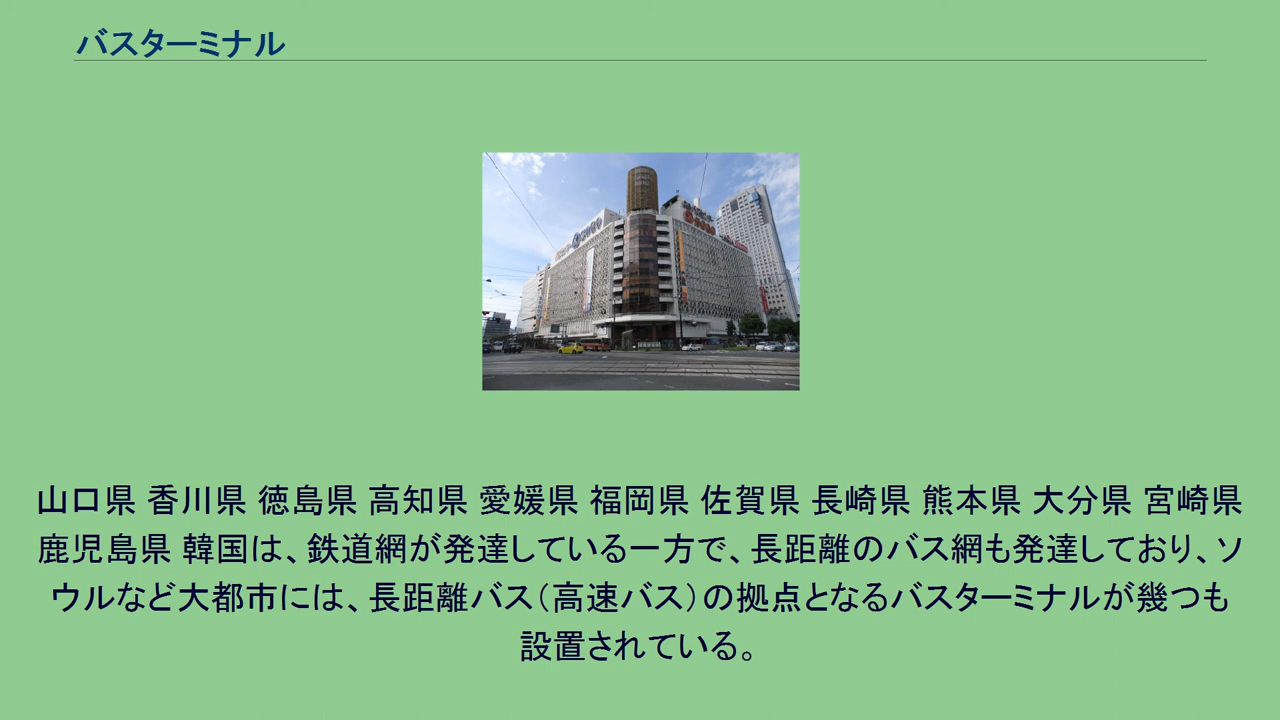 バスターミナル
山口県 香川県 徳島県 高知県 愛媛県 福岡県 佐賀県 長崎県 熊本県 大分県 宮崎県
鹿児島県 韓国は、鉄道網が発達している一方で、長距離のバス網も発達しており、ソ
ウルなど大都市には、長距離バス（高速バス）の拠点となるバスターミナルが幾つも
設置されている。